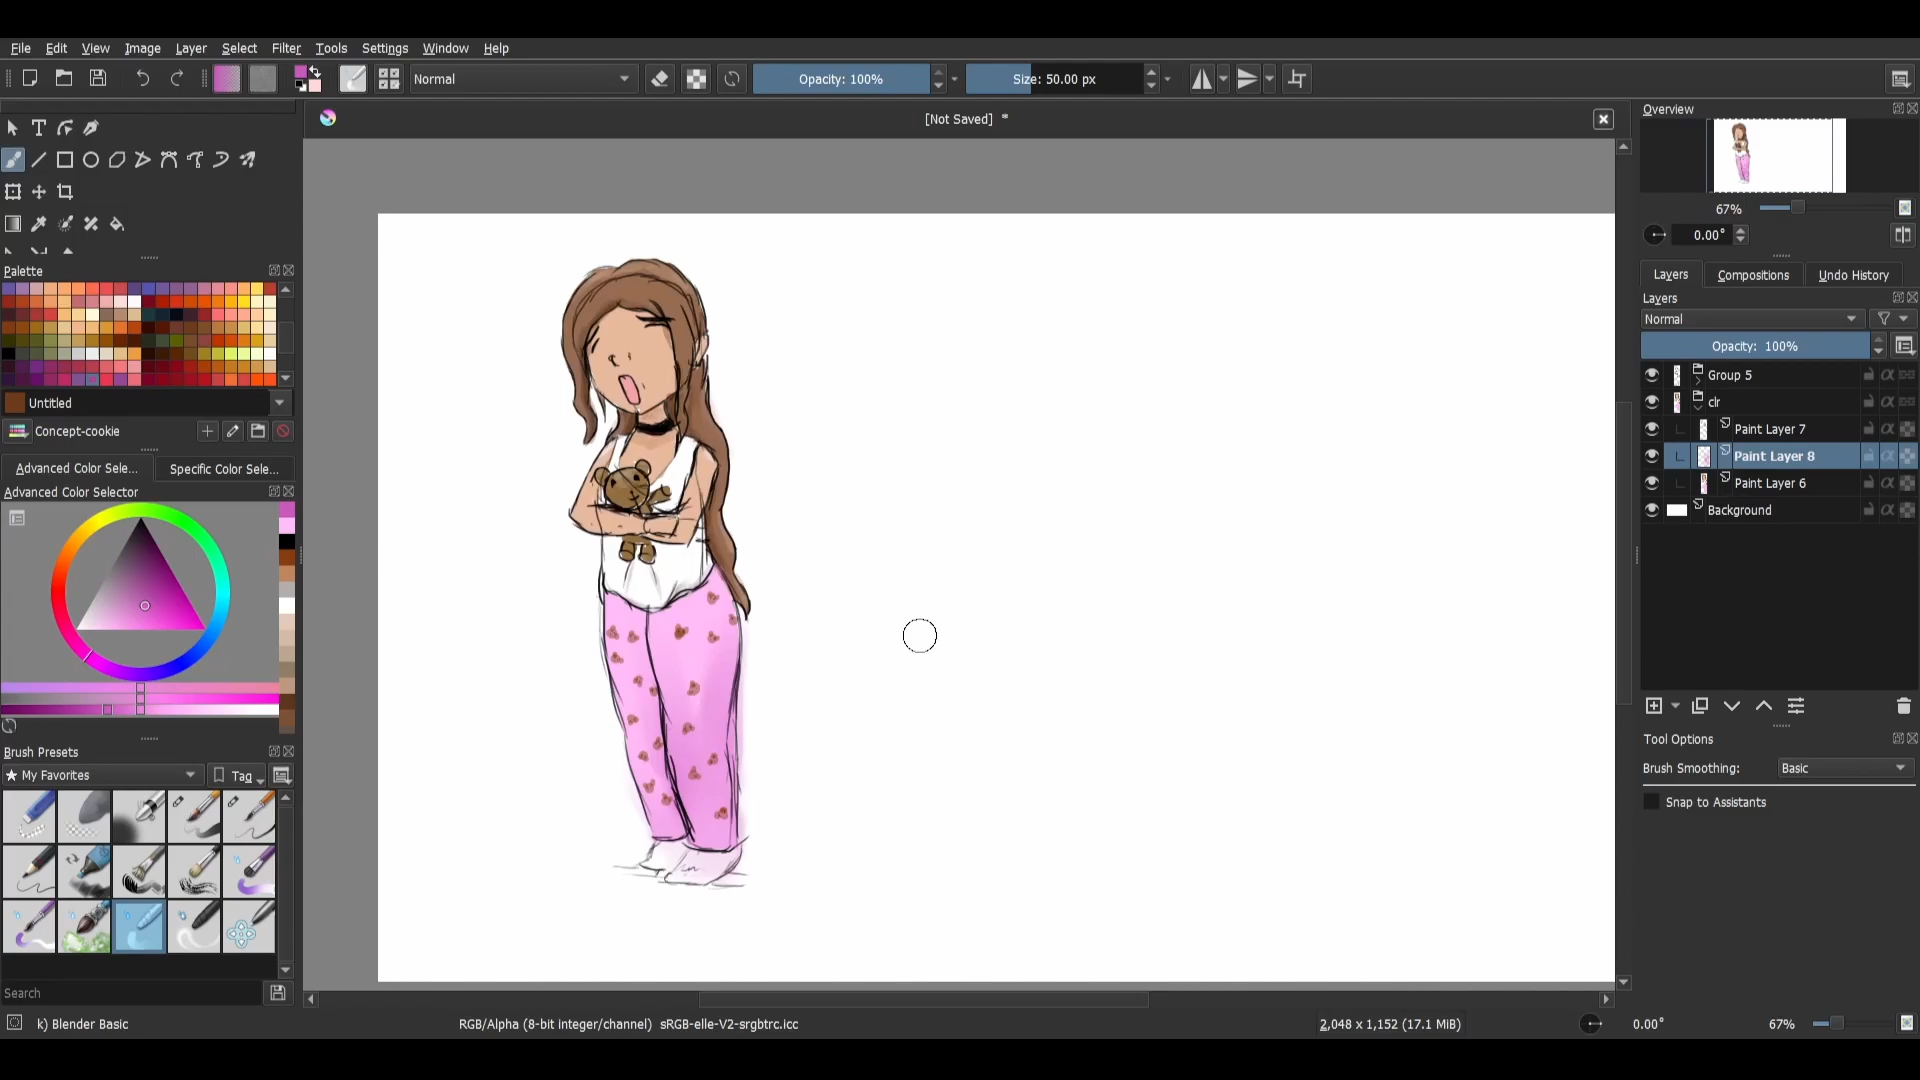 File Edit View Image Layer Select Filter Tools Settings Window Help
Normal
Opacity: 100%
Size: 50.00 px
[Not Saved] *
Overview
67%
0.00°
Palette
Untitled
Concept-cookie
Advanced Color Sele...
Specific Color Sele...
Advanced Color Selector
Layers
Compositions
Undo History
Layers
Normal
Opacity: 100%
Group 5
clr
Paint Layer 7
Paint Layer 8
Paint Layer 6
Background
Brush Presets
My Favorites
Tag
Search
Tool Options
Brush Smoothing:
Basic
Snap to Assistants
k) Blender Basic
RGB/Alpha (8-bit integer/channel) sRGB-elle-V2-srgbtrc.icc
2,048 x 1,152 (17.1 MiB)
0.00°
67%